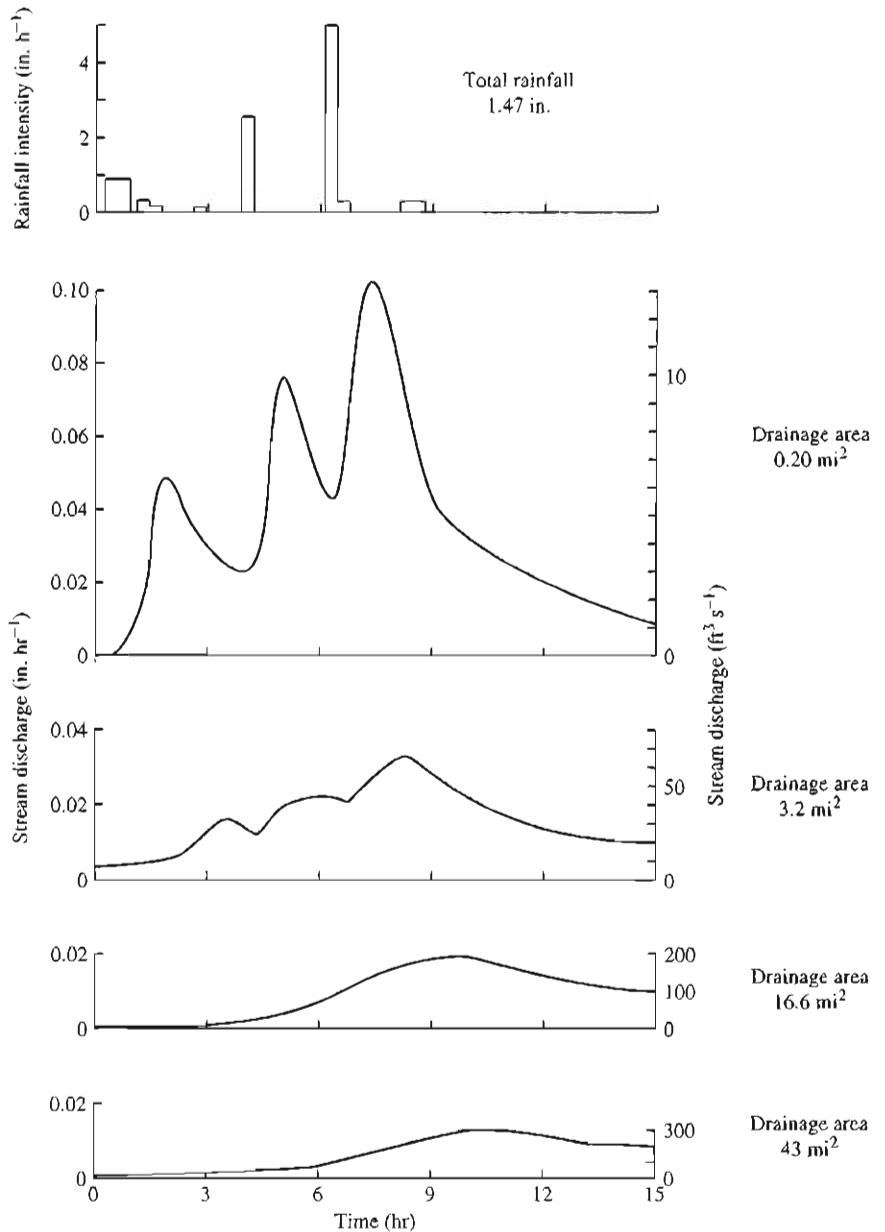 Rainfall intensity (in. h⁻¹)
4
2
0
Total rainfall
1.47 in.
Stream discharge (in. hr⁻¹)
0.10
0.08
0.06
0.04
0.02
0
10
0
Drainage area
0.20 mi²
Stream discharge (ft³ s⁻¹)
0.04
0.02
0
50
0
Drainage area
3.2 mi²
0.02
0
200
100
0
Drainage area
16.6 mi²
0.02
0
300
Drainage area
43 mi²
0 3 6 9 12 15
Time (hr)